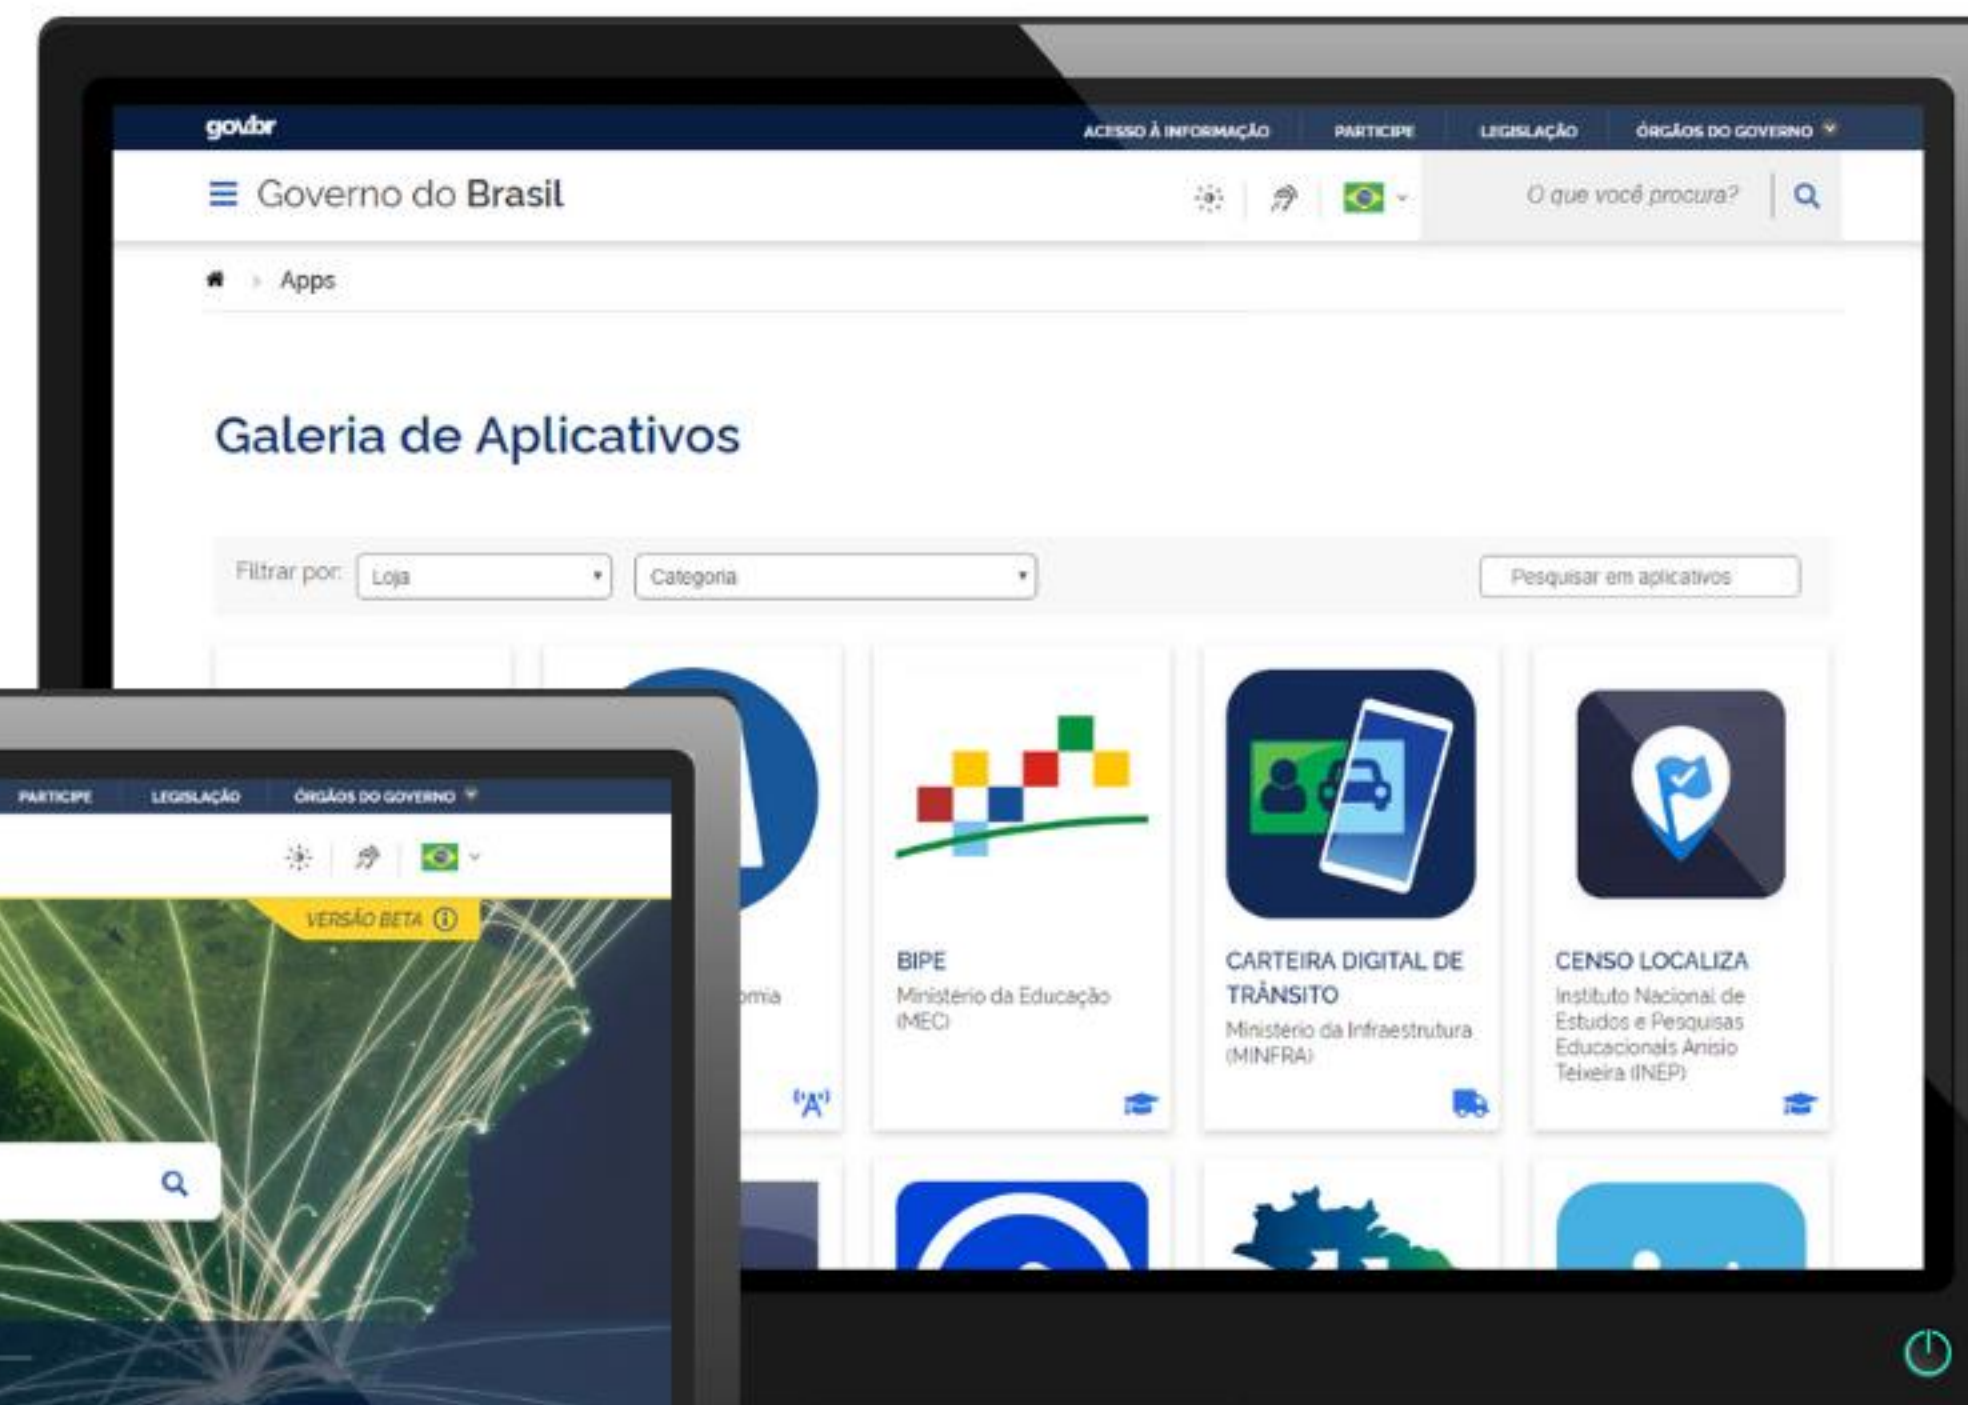 gov.br
ACESSO À INFORMAÇÃO PARTICIPE LEGISLAÇÃO ÓRGÃOS DO GOVERNO
Governo do Brasil
O que você procura?
Apps
Galeria de Aplicativos
Filtrar por: Loja Categoria Pesquisar em aplicativos
BIPE
Ministério da Educação
(MEC)
CARTEIRA DIGITAL DE
TRÂNSITO
Ministério da Infraestrutura
(MINFRA)
CENSO LOCALIZA
Instituto Nacional de
Estudos e Pesquisas
Educacionais Anísio
Teixeira (INEP)
omia
PARTICIPE LEGISLAÇÃO ÓRGÃOS DO GOVERNO
VERSÃO BETA